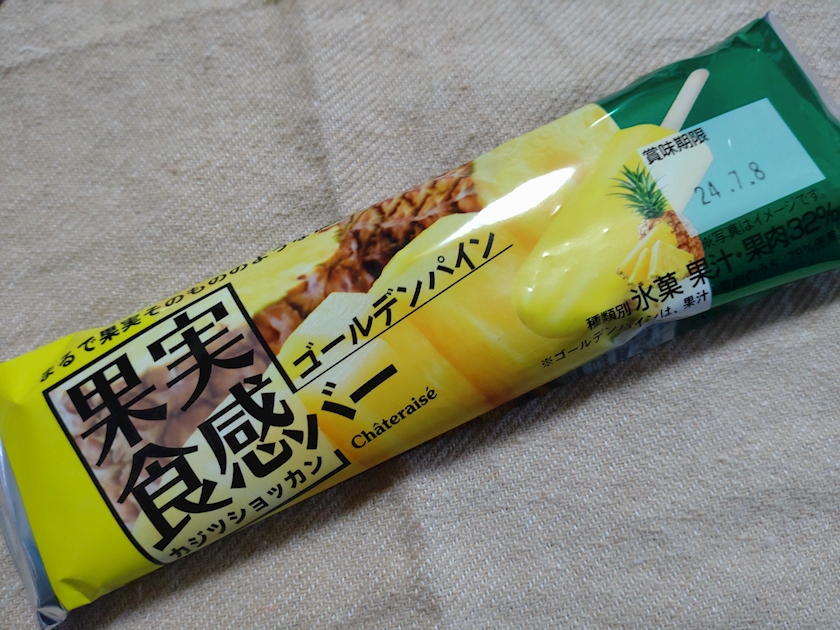 まるで果実そのもののような
果実
食感バー
カジツショッカン
ゴールデンパイン
Châteraisé
賞味期限
24.7.8
※写真はイメージです。
種類別 氷菓 果汁・果肉32%
※ゴールデンパインは、果汁